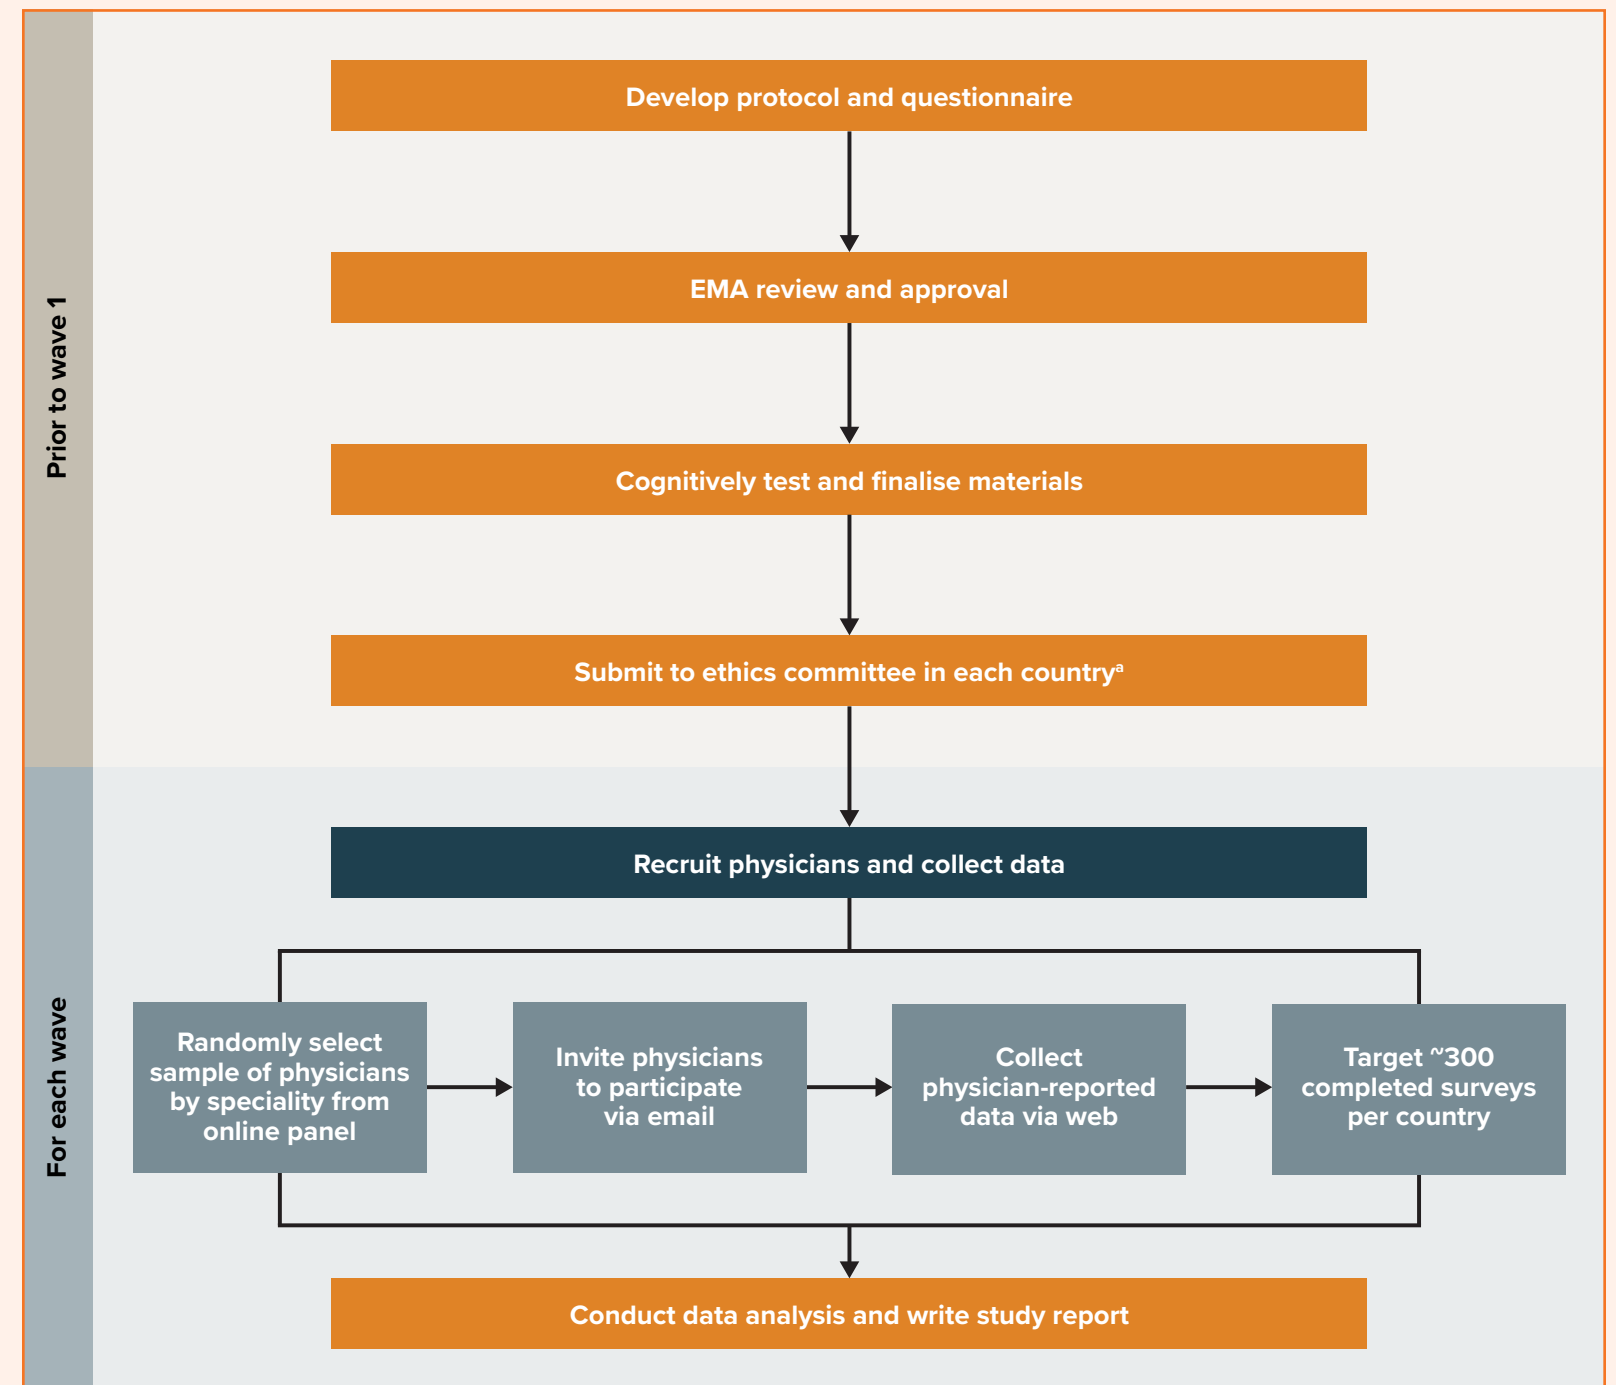 Prior to wave 1
Develop protocol and questionnaire
EMA review and approval
Cognitively test and finalise materials
Submit to ethics committee in each countryᵃ
For each wave
Recruit physicians and collect data
Randomly select
sample of physicians
by speciality from
online panel
Invite physicians
to participate
via email
Collect
physician-reported
data via web
Target ~300
completed surveys
per country
Conduct data analysis and write study report